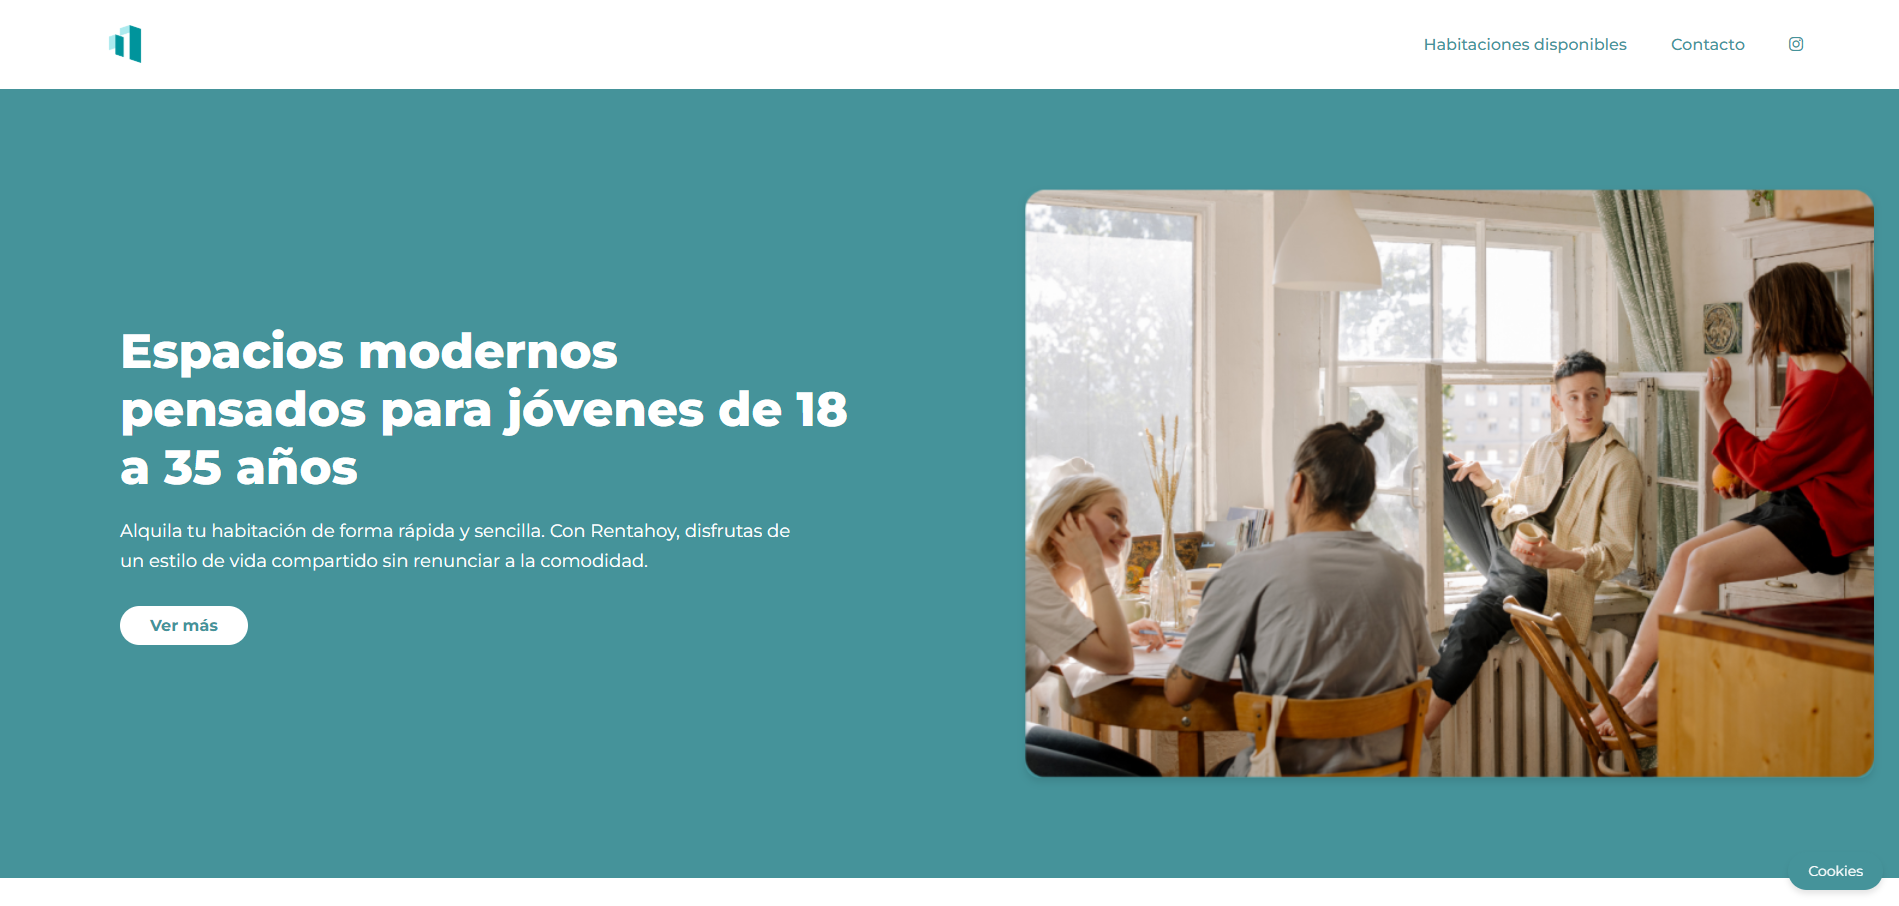 Habitaciones disponibles
Contacto
Espacios modernos
pensados para jóvenes de 18
a 35 años
Alquila tu habitación de forma rápida y sencilla. Con Rentahoy, disfrutas de
un estilo de vida compartido sin renunciar a la comodidad.
Ver más
Cookies